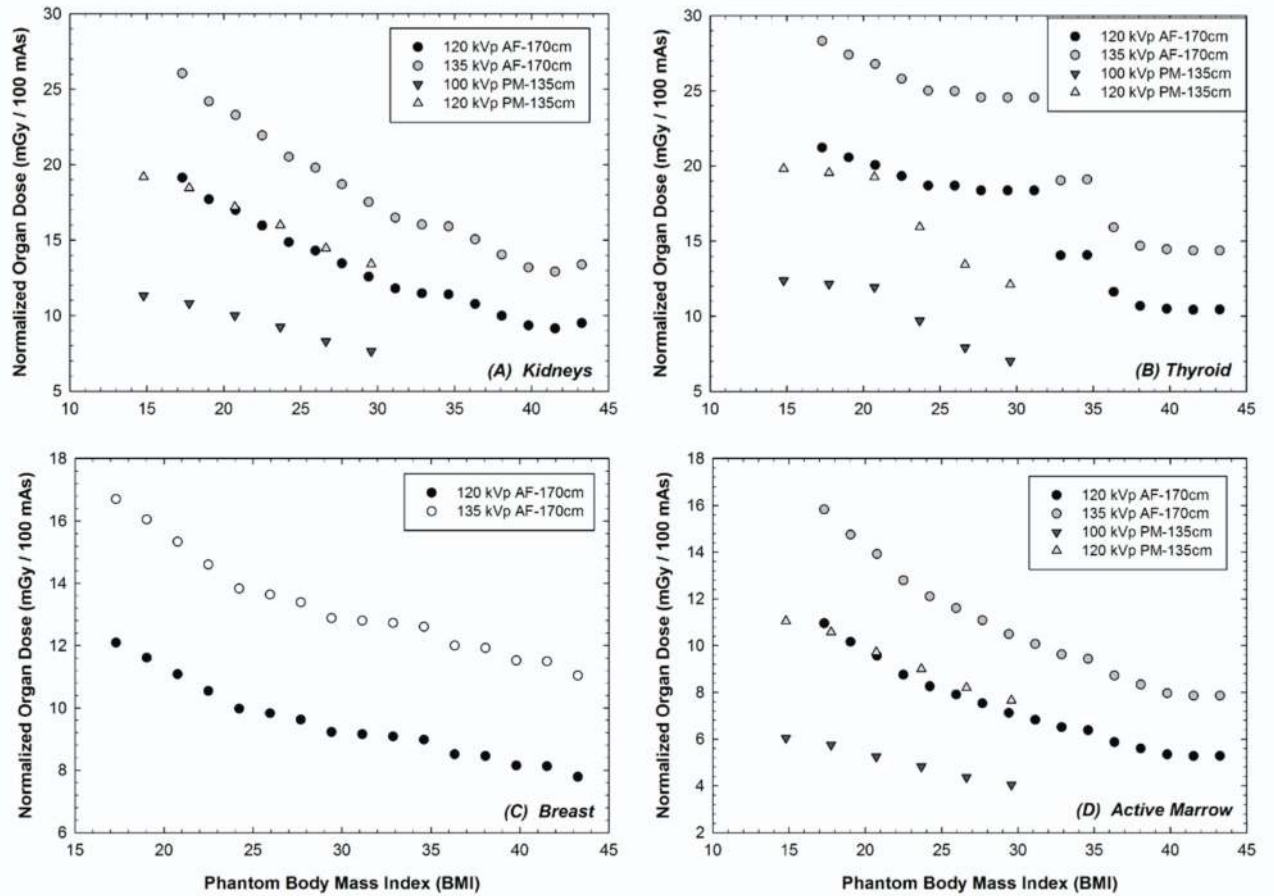 Normalized Organ Dose (mGy / 100 mAs)
30
25
20
15
10
5
120 kVp AF-170cm
135 kVp AF-170cm
100 kVp PM-135cm
120 kVp PM-135cm
(A) Kidneys
10 15 20 25 30 35 40 45
Normalized Organ Dose (mGy / 100 mAs)
30
25
20
15
10
5
120 kVp AF-170cm
135 kVp AF-170cm
100 kVp PM-135cm
120 kVp PM-135cm
(B) Thyroid
10 15 20 25 30 35 40 45
Normalized Organ Dose (mGy / 100 mAs)
18
16
14
12
10
8
6
120 kVp AF-170cm
135 kVp AF-170cm
(C) Breast
15 20 25 30 35 40 45
Phantom Body Mass Index (BMI)
Normalized Organ Dose (mGy / 100 mAs)
18
16
14
12
10
8
6
4
2
120 kVp AF-170cm
135 kVp AF-170cm
100 kVp PM-135cm
120 kVp PM-135cm
(D) Active Marrow
10 15 20 25 30 35 40 45
Phantom Body Mass Index (BMI)